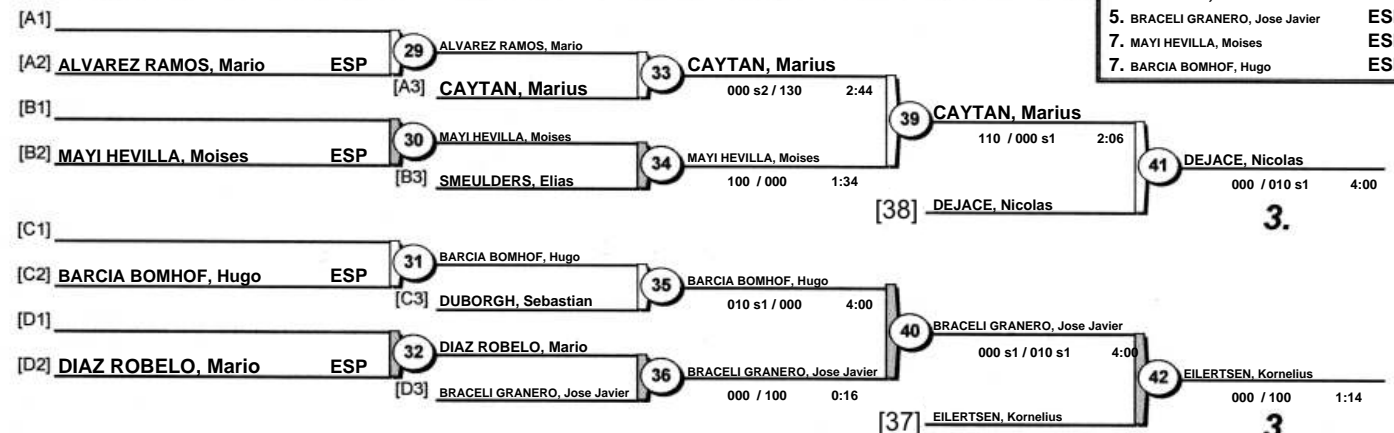 [A1]
[A2] ALVAREZ RAMOS, Mario ESP
29
ALVAREZ RAMOS, Mario
[A3] CAYTAN, Marius
33
CAYTAN, Marius
000 s2 / 130 2:44
[B1]
[B2] MAYI HEVILLA, Moises ESP
30
MAYI HEVILLA, Moises
[B3] SMEULDERS, Elias
34
MAYI HEVILLA, Moises
100 / 000 1:34
39
CAYTAN, Marius
110 / 000 s1 2:06
[38] DEJACE, Nicolas
41
DEJACE, Nicolas
000 / 010 s1 4:00
3.
[C1]
[C2] BARCIA BOMHOF, Hugo ESP
31
BARCIA BOMHOF, Hugo
[C3] DUBORGH, Sebastian
35
BARCIA BOMHOF, Hugo
010 s1 / 000 4:00
[D1]
[D2] DIAZ ROBELO, Mario ESP
32
DIAZ ROBELO, Mario
[D3] BRACELI GRANERO, Jose Javier
36
BRACELI GRANERO, Jose Javier
000 / 100 0:16
40
BRACELI GRANERO, Jose Javier
000 s1 / 010 s1 4:00
[37] EILERTSEN, Kornelius
42
EILERTSEN, Kornelius
000 / 100 1:14
3
5. BRACELI GRANERO, Jose Javier ES
7. MAYI HEVILLA, Moises ES
7. BARCIA BOMHOF, Hugo ES